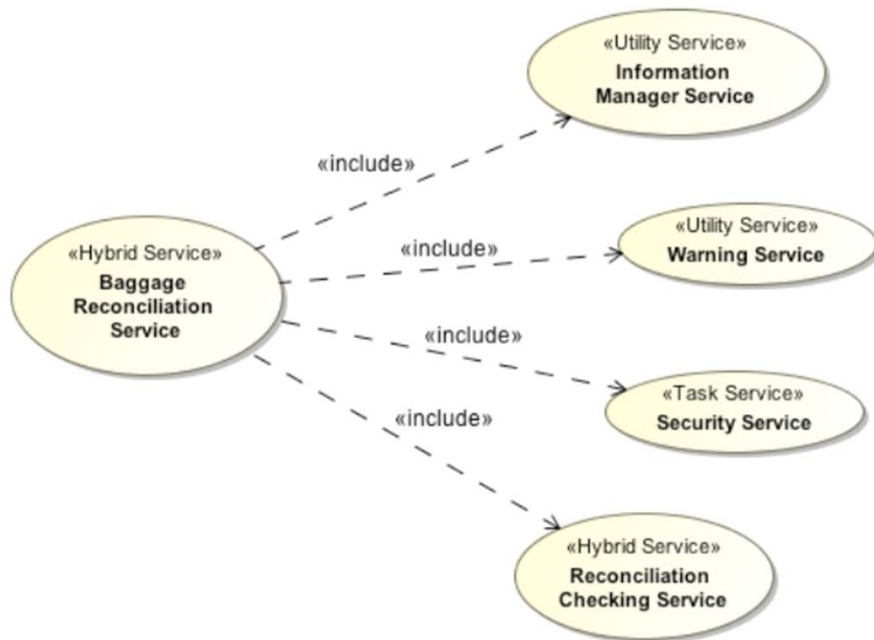 «Utility Service»
Information
Manager Service
«include»
«Utility Service»
Warning Service
«include»
«Hybrid Service»
Baggage
Reconciliation
Service
«include»
«Task Service»
Security Service
«include»
«Hybrid Service»
Reconciliation
Checking Service